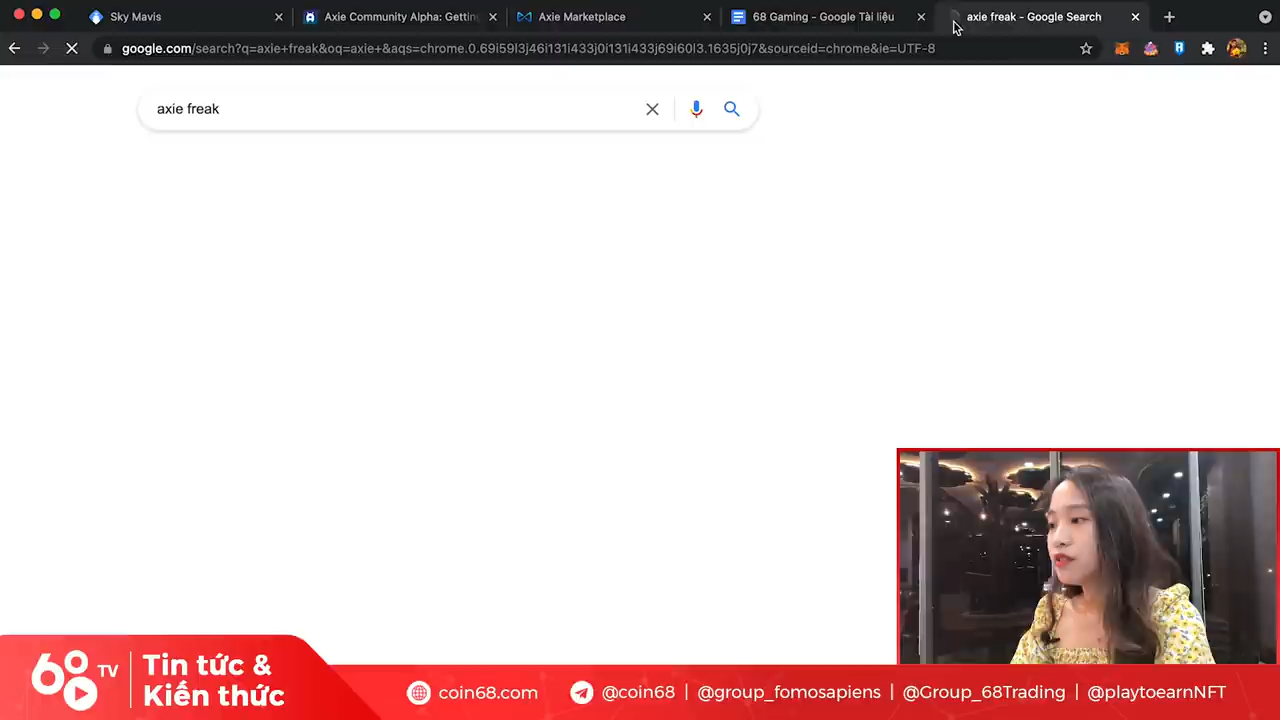 Sky Mavis
Axie Community Alpha: Getting
Axie Marketplace
68 Gaming - Google Tài liệu
axie freak - Google Search
google.com/search?q=axie+freak&oq=axie+&aqs=chrome.0.69i59l3j46i131i433j0i131i433j69i60l3.1635j0j7&sourceid=chrome&ie=UTF-8
axie freak
68 TV
Tin tức &
Kiến thức
coin68.com
@coin68 | @group_fomosapiens | @Group_68Trading | @playtoearnNFT